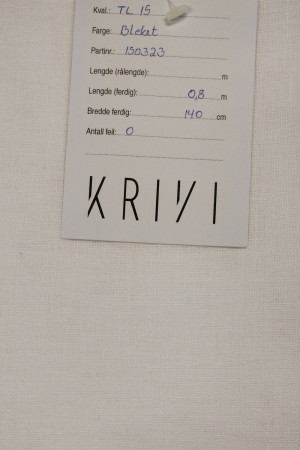 Kval.: TL 15
Farge: Bleket
Partinr.: 150323
Lengde (rålengde): m
Lengde (ferdig): 0,8 m
Bredde ferdig: 140 cm
Antall feil: 0
KRIVI